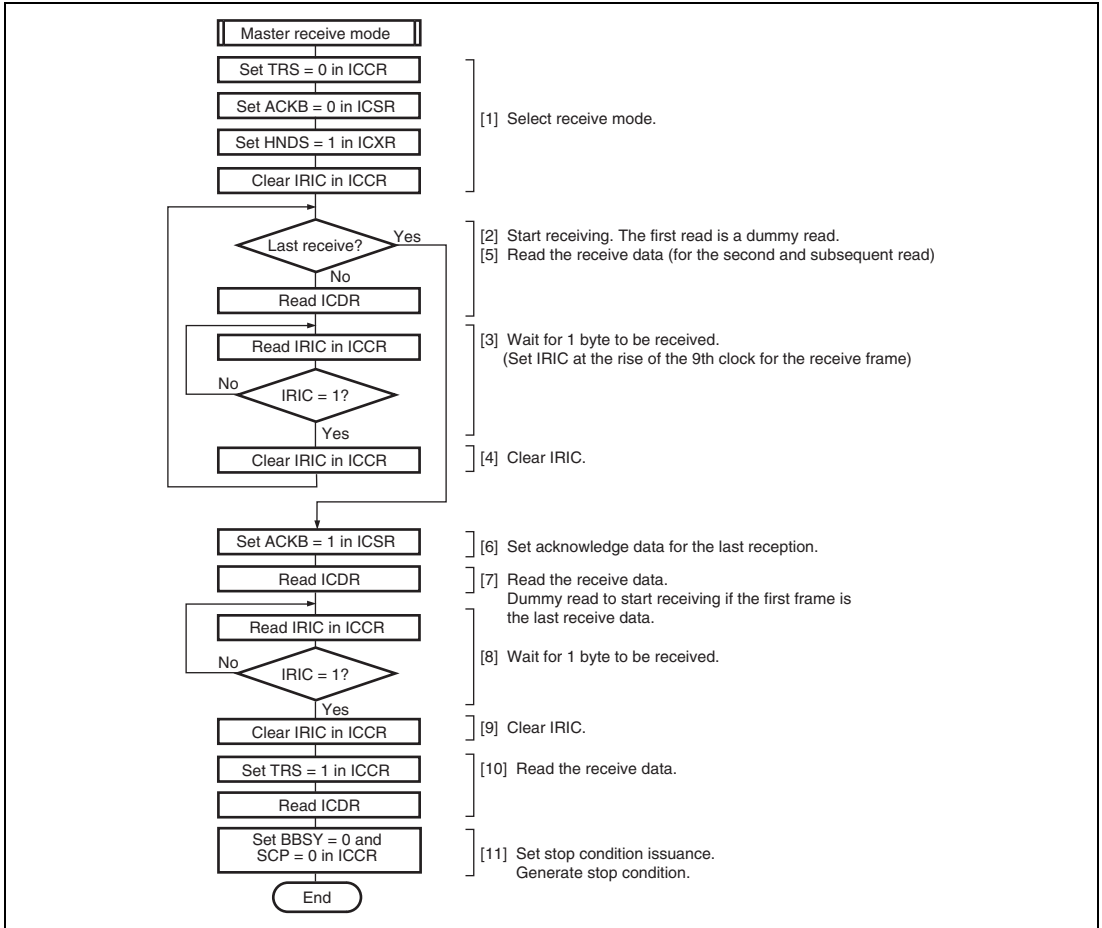 Master receive mode
Set TRS = 0 in ICCR
Set ACKB = 0 in ICSR
[1] Select receive mode.
Set HNDS = 1 in ICXR
Clear IRIC in ICCR
Last receive?
Yes
[2] Start receiving. The first read is a dummy read.
[5] Read the receive data (for the second and subsequent read)
No
Read ICDR
Read IRIC in ICCR
[3] Wait for 1 byte to be received.
(Set IRIC at the rise of the 9th clock for the receive frame)
No
IRIC = 1?
Yes
Clear IRIC in ICCR
[4] Clear IRIC.
Set ACKB = 1 in ICSR
[6] Set acknowledge data for the last reception.
Read ICDR
[7] Read the receive data.
Dummy read to start receiving if the first frame is
the last receive data.
Read IRIC in ICCR
[8] Wait for 1 byte to be received.
No
IRIC = 1?
Yes
Clear IRIC in ICCR
[9] Clear IRIC.
Set TRS = 1 in ICCR
[10] Read the receive data.
Read ICDR
Set BBSY = 0 and
SCP = 0 in ICCR
[11] Set stop condition issuance.
Generate stop condition.
End